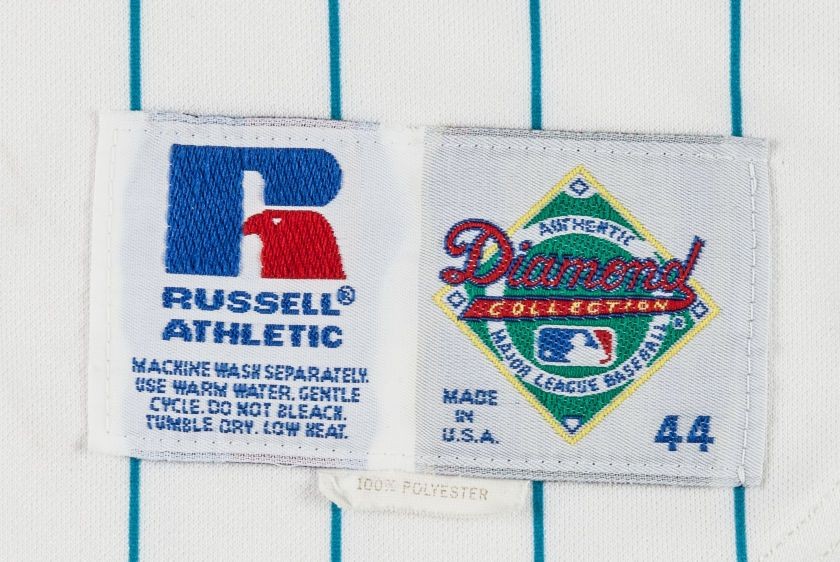 RUSSELL®
ATHLETIC
MACHINE WASH SEPARATELY.
USE WARM WATER. GENTLE
CYCLE. DO NOT BLEACH.
TUMBLE DRY. LOW HEAT.
AUTHENTIC
Diamond
COLLECTION
MAJOR LEAGUE BASEBALL®
MADE
IN
U.S.A.
44
100% POLYESTER